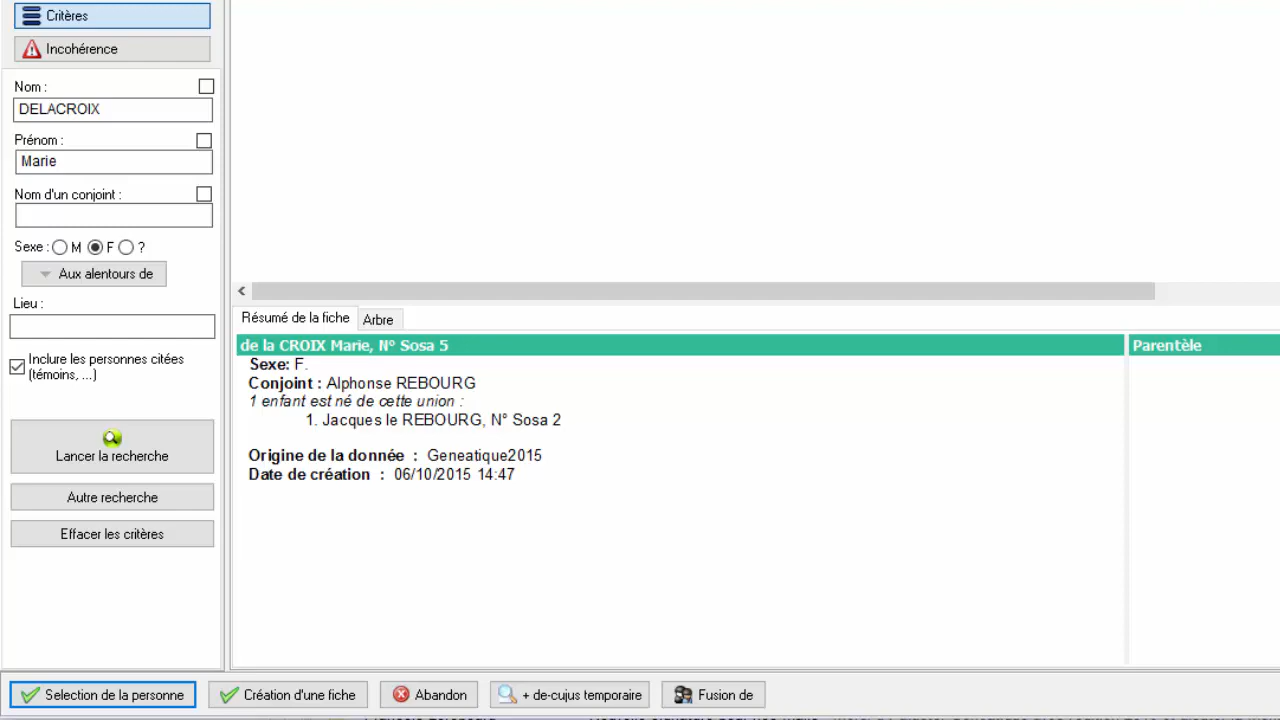 Critères
Incohérence
Nom :
DELACROIX
Prénom :
Marie
Nom d'un conjoint :
Sexe : M F ?
Aux alentours de
Lieu :
Inclure les personnes citées
(témoins, ...)
Lancer la recherche
Autre recherche
Effacer les critères
Résumé de la fiche
Arbre
de la CROIX Marie, N° Sosa 5
Parentèle
Sexe: F.
Conjoint : Alphonse REBOURG
1 enfant est né de cette union :
1. Jacques le REBOURG, N° Sosa 2
Origine de la donnée : Geneatique2015
Date de création : 06/10/2015 14:47
Selection de la personne
Création d'une fiche
Abandon
+ de-cujus temporaire
Fusion de